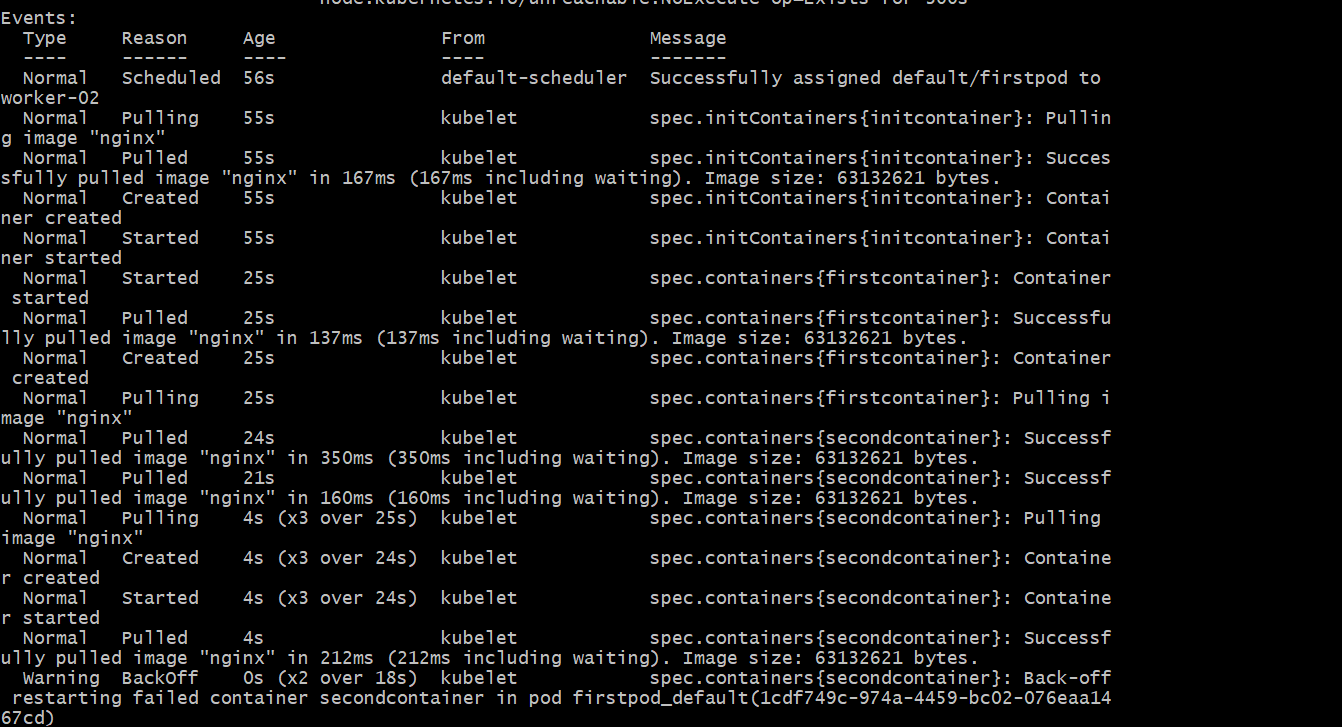 node.kubernetes.io/unreachable:NoExecute op=Exists for 300s
Events:
  Type     Reason     Age                From               Message
  ----     ------     ----               ----               -------
  Normal   Scheduled  56s                default-scheduler  Successfully assigned default/firstpod to
worker-02
  Normal   Pulling    55s                kubelet            spec.initContainers{initcontainer}: Pullin
g image "nginx"
  Normal   Pulled     55s                kubelet            spec.initContainers{initcontainer}: Succes
sfully pulled image "nginx" in 167ms (167ms including waiting). Image size: 63132621 bytes.
  Normal   Created    55s                kubelet            spec.initContainers{initcontainer}: Contai
ner created
  Normal   Started    55s                kubelet            spec.initContainers{initcontainer}: Contai
ner started
  Normal   Started    25s                kubelet            spec.containers{firstcontainer}: Container
 started
  Normal   Pulled     25s                kubelet            spec.containers{firstcontainer}: Successfu
lly pulled image "nginx" in 137ms (137ms including waiting). Image size: 63132621 bytes.
  Normal   Created    25s                kubelet            spec.containers{firstcontainer}: Container
 created
  Normal   Pulling    25s                kubelet            spec.containers{firstcontainer}: Pulling i
mage "nginx"
  Normal   Pulled     24s                kubelet            spec.containers{secondcontainer}: Successf
ully pulled image "nginx" in 350ms (350ms including waiting). Image size: 63132621 bytes.
  Normal   Pulled     21s                kubelet            spec.containers{secondcontainer}: Successf
ully pulled image "nginx" in 160ms (160ms including waiting). Image size: 63132621 bytes.
  Normal   Pulling    4s (x3 over 25s)   kubelet            spec.containers{secondcontainer}: Pulling
image "nginx"
  Normal   Created    4s (x3 over 24s)   kubelet            spec.containers{secondcontainer}: Containe
r created
  Normal   Started    4s (x3 over 24s)   kubelet            spec.containers{secondcontainer}: Containe
r started
  Normal   Pulled     4s                 kubelet            spec.containers{secondcontainer}: Successf
ully pulled image "nginx" in 212ms (212ms including waiting). Image size: 63132621 bytes.
  Warning  BackOff    0s (x2 over 18s)   kubelet            spec.containers{secondcontainer}: Back-off
 restarting failed container secondcontainer in pod firstpod_default(1cdf749c-974a-4459-bc02-076eaa14
67cd)